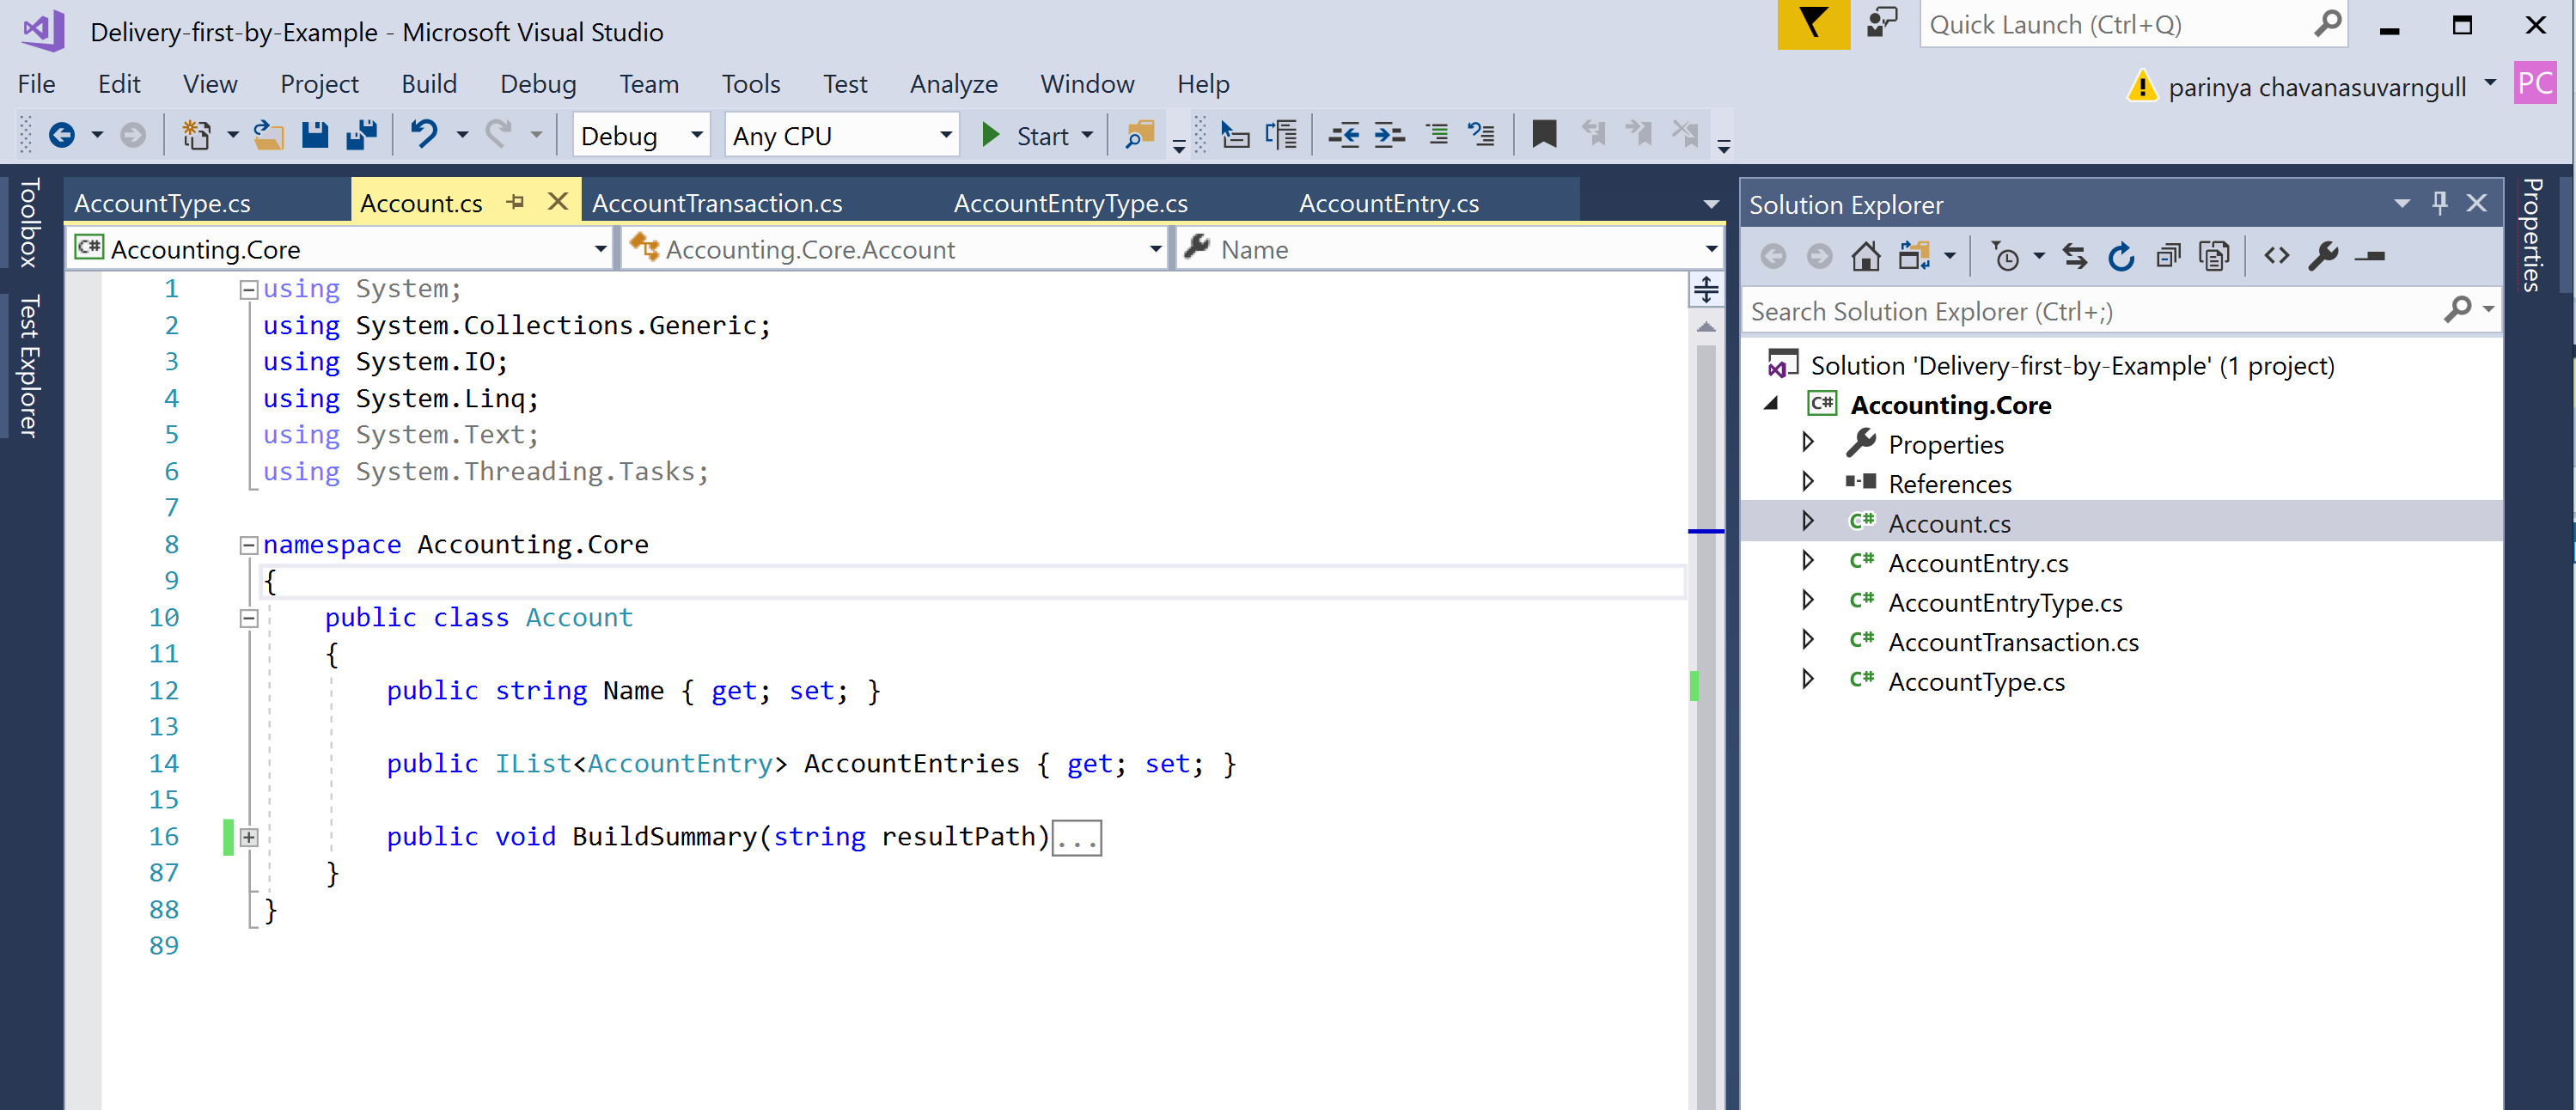 Delivery-first-by-Example - Microsoft Visual Studio
Quick Launch (Ctrl+Q)
File Edit View Project Build Debug Team Tools Test Analyze Window Help
parinya chavanasuvarngull PC
Debug Any CPU Start
Toolbox
Test Explorer
AccountType.cs Account.cs AccountTransaction.cs AccountEntryType.cs AccountEntry.cs
C# Accounting.Core Accounting.Core.Account Name
1 using System;
2 using System.Collections.Generic;
3 using System.IO;
4 using System.Linq;
5 using System.Text;
6 using System.Threading.Tasks;
7
8 namespace Accounting.Core
9 {
10 public class Account
11 {
12 public string Name { get; set; }
13
14 public IList<AccountEntry> AccountEntries { get; set; }
15
16 public void BuildSummary(string resultPath)...
87 }
88 }
89
Solution Explorer
Search Solution Explorer (Ctrl+;)
Solution 'Delivery-first-by-Example' (1 project)
C# Accounting.Core
Properties
References
C# Account.cs
C# AccountEntry.cs
C# AccountEntryType.cs
C# AccountTransaction.cs
C# AccountType.cs
Properties